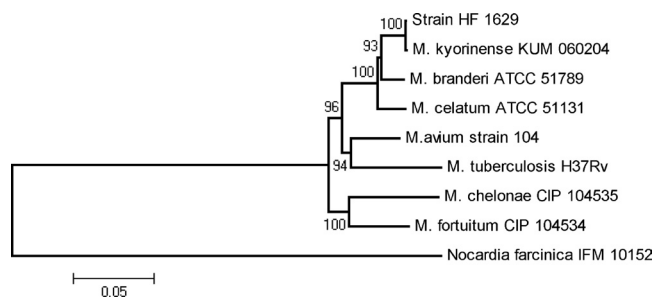 100
Strain HF 1629
93
M. kyorinense KUM 060204
100
M. branderi ATCC 51789
96
M. celatum ATCC 51131
M.avium strain 104
94
M. tuberculosis H37Rv
M. chelonae CIP 104535
100
M. fortuitum CIP 104534
Nocardia farcinica IFM 10152
0.05